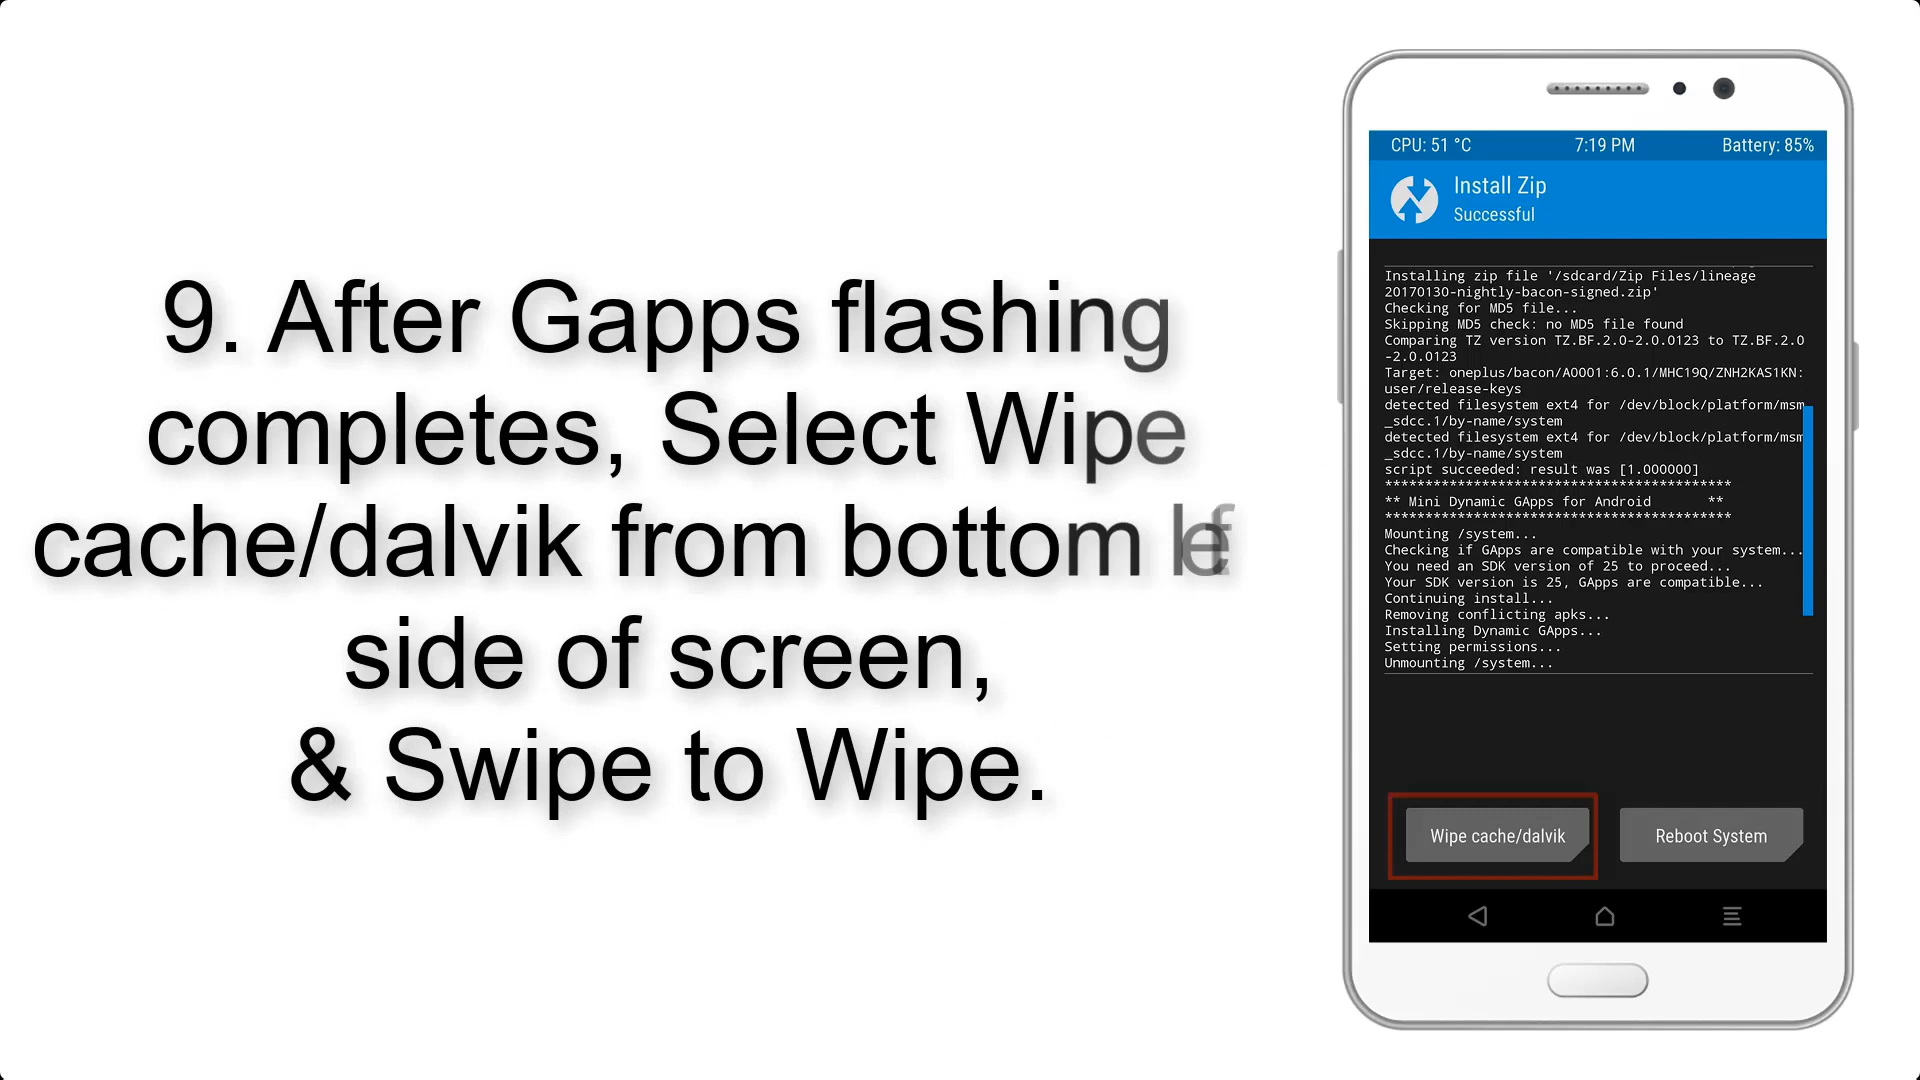 9. After Gapps flashing
completes, Select Wipe
cache/dalvik from bottom lef
side of screen,
& Swipe to Wipe.
CPU: 51 °C 7:19 PM Battery: 85%
Install Zip
Successful
Installing zip file '/sdcard/Zip Files/lineage
20170130-nightly-bacon-signed.zip'
Checking for MD5 file...
Skipping MD5 check: no MD5 file found
Comparing TZ version TZ.BF.2.0-2.0.0123 to TZ.BF.2.0
-2.0.0123
Target: oneplus/bacon/A0001:6.0.1/MHC19Q/ZNH2KAS1KN:
user/release-keys
detected filesystem ext4 for /dev/block/platform/msm
_sdcc.1/by-name/system
detected filesystem ext4 for /dev/block/platform/msm
_sdcc.1/by-name/system
script succeeded: result was [1.000000]
*******************************************
** Mini Dynamic GApps for Android **
*******************************************
Mounting /system...
Checking if GApps are compatible with your system...
You need an SDK version of 25 to proceed...
Your SDK version is 25, GApps are compatible...
Continuing install...
Removing conflicting apks...
Installing Dynamic GApps...
Setting permissions...
Unmounting /system...
Wipe cache/dalvik Reboot System